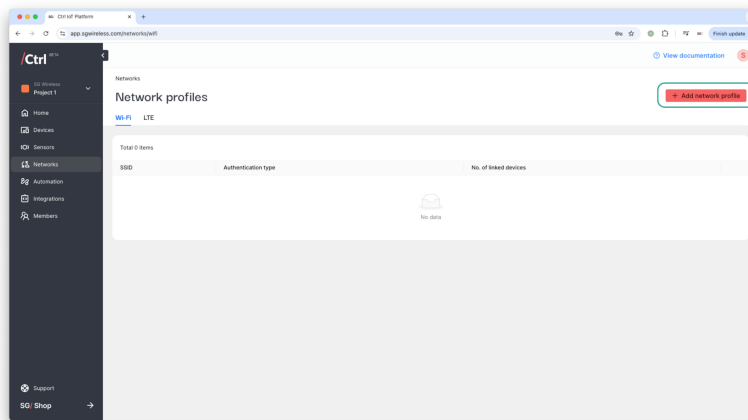 Ctrl IoT Platform
app.sgwireless.com/networks/wifi
Finish update
/Ctrl BETA
View documentation
S
SG Wireless
Project 1
Networks
Network profiles
+ Add network profile
Wi-Fi LTE
Home
Devices
Sensors
Networks
Automation
Integrations
Members
Total 0 items
SSID Authentication type No. of linked devices
No data
Support
SG/ Shop